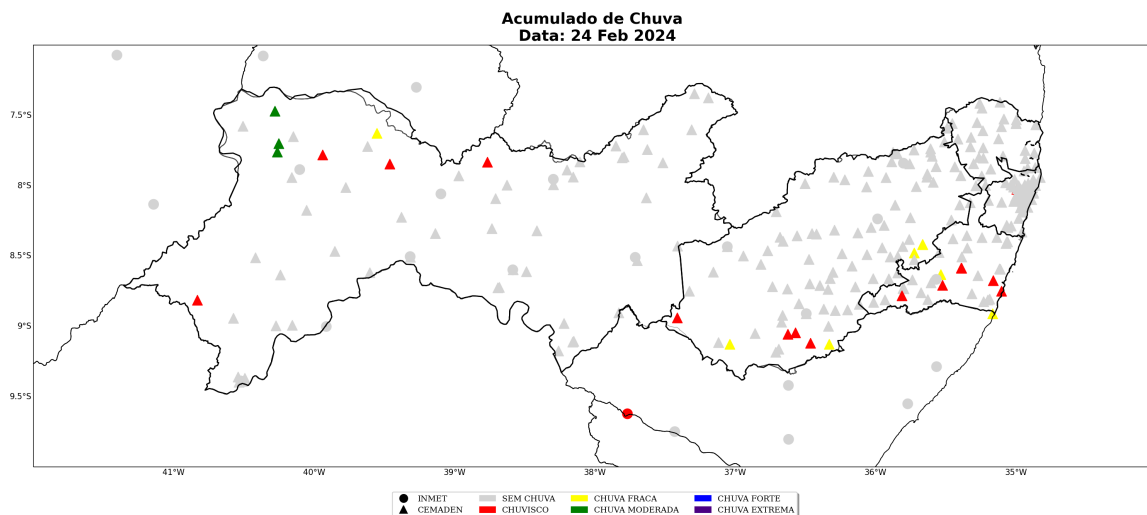 Acumulado de Chuva
Data: 24 Feb 2024
7.5°S
8°S
8.5°S
9°S
9.5°S
41°W 40°W 39°W 38°W 37°W 36°W 35°W
INMET SEM CHUVA CHUVA FRACA CHUVA FORTE
CEMADEN CHUVISCO CHUVA MODERADA CHUVA EXTREMA